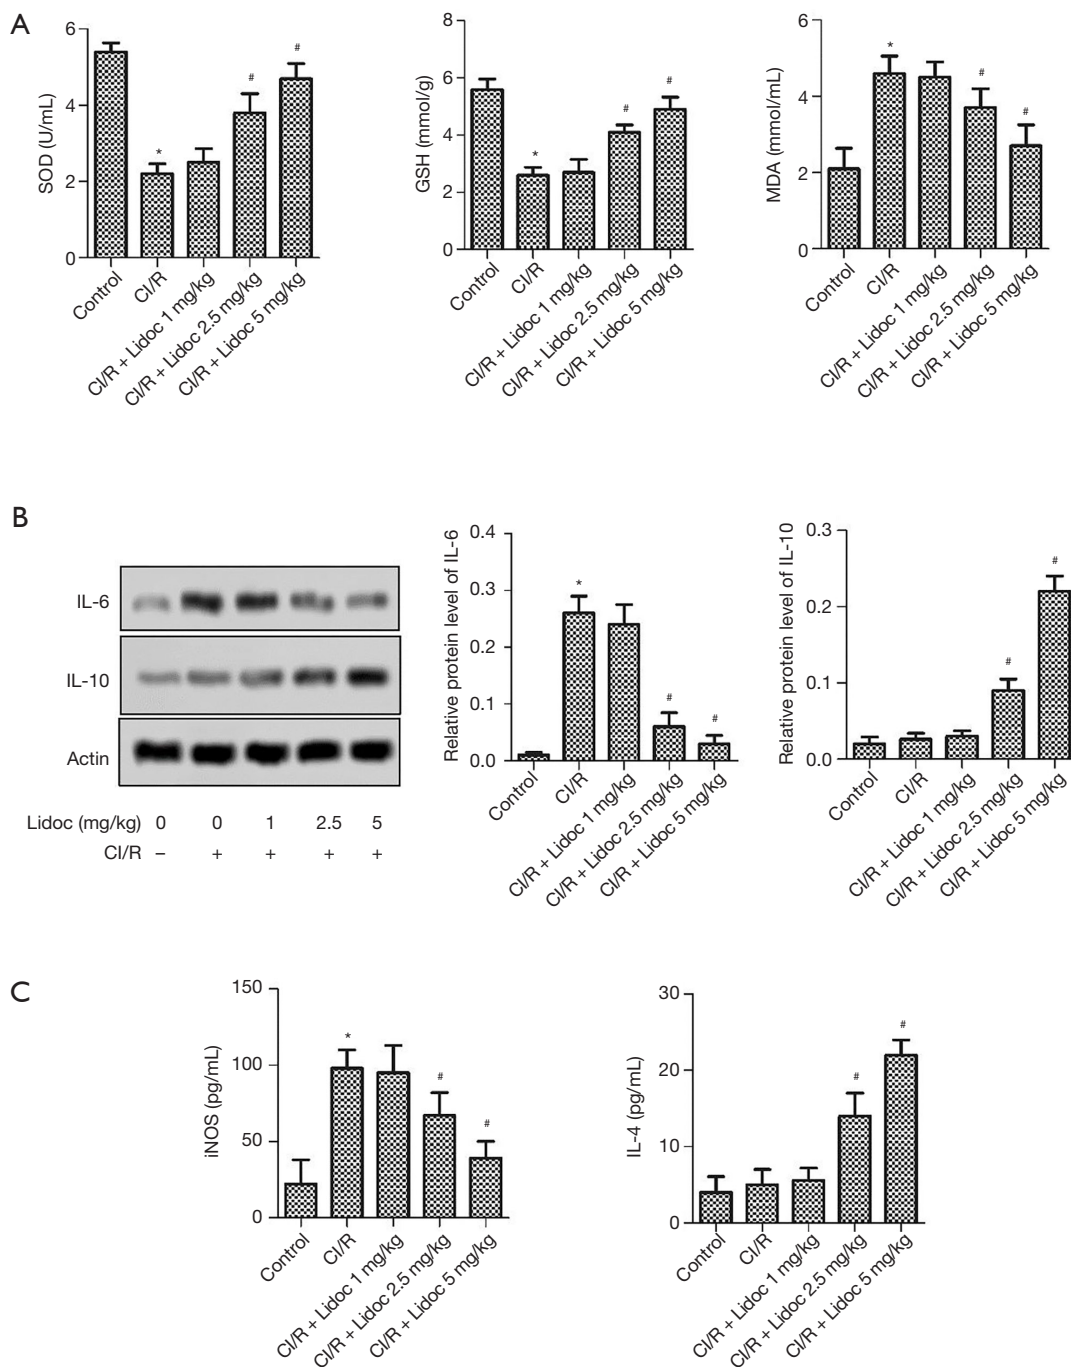 A
SOD (U/mL)
6
4
2
0
*
#
#
Control
CI/R
CI/R + Lidoc 1 mg/kg
CI/R + Lidoc 2.5 mg/kg
CI/R + Lidoc 5 mg/kg
GSH (mmol/g)
8
6
4
2
0
*
#
#
Control
CI/R
CI/R + Lidoc 1 mg/kg
CI/R + Lidoc 2.5 mg/kg
CI/R + Lidoc 5 mg/kg
MDA (mmol/mL)
6
4
2
0
*
#
#
Control
CI/R
CI/R + Lidoc 1 mg/kg
CI/R + Lidoc 2.5 mg/kg
CI/R + Lidoc 5 mg/kg
B
IL-6
IL-10
Actin
Lidoc (mg/kg) 0 0 1 2.5 5
CI/R – + + + +
Relative protein level of IL-6
0.4
0.3
0.2
0.1
0.0
*
#
#
Control
CI/R
CI/R + Lidoc 1 mg/kg
CI/R + Lidoc 2.5 mg/kg
CI/R + Lidoc 5 mg/kg
Relative protein level of IL-10
0.3
0.2
0.1
0.0
#
#
Control
CI/R
CI/R + Lidoc 1 mg/kg
CI/R + Lidoc 2.5 mg/kg
CI/R + Lidoc 5 mg/kg
C
iNOS (pg/mL)
150
100
50
0
*
#
#
Control
CI/R
CI/R + Lidoc 1 mg/kg
CI/R + Lidoc 2.5 mg/kg
CI/R + Lidoc 5 mg/kg
IL-4 (pg/mL)
30
20
10
0
#
#
Control
CI/R
CI/R + Lidoc 1 mg/kg
CI/R + Lidoc 2.5 mg/kg
CI/R + Lidoc 5 mg/kg